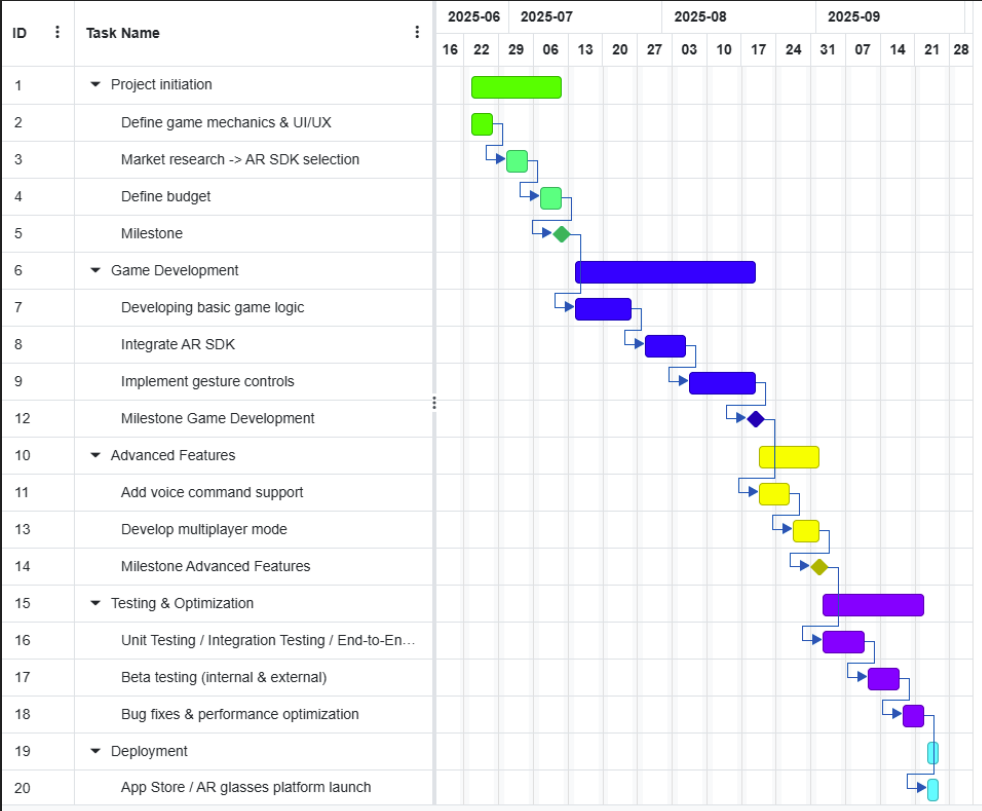 ID Task Name 2025-06 2025-07 2025-08 2025-09
16 22 29 06 13 20 27 03 10 17 24 31 07 14 21 28
1 Project initiation
2 Define game mechanics & UI/UX
3 Market research -> AR SDK selection
4 Define budget
5 Milestone
6 Game Development
7 Developing basic game logic
8 Integrate AR SDK
9 Implement gesture controls
12 Milestone Game Development
10 Advanced Features
11 Add voice command support
13 Develop multiplayer mode
14 Milestone Advanced Features
15 Testing & Optimization
16 Unit Testing / Integration Testing / End-to-En...
17 Beta testing (internal & external)
18 Bug fixes & performance optimization
19 Deployment
20 App Store / AR glasses platform launch